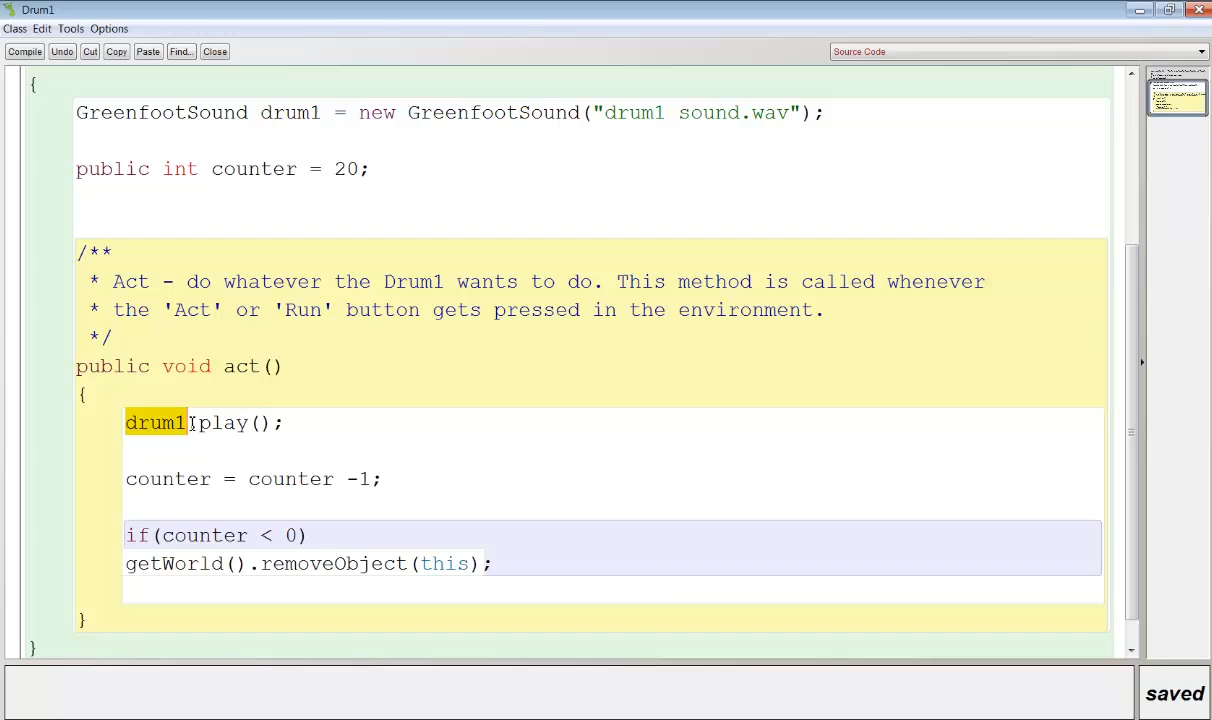 Drum1
Class Edit Tools Options
Compile Undo Cut Copy Paste Find... Close Source Code
{
GreenfootSound drum1 = new GreenfootSound("drum1 sound.wav");
public int counter = 20;
/**
* Act - do whatever the Drum1 wants to do. This method is called whenever
* the 'Act' or 'Run' button gets pressed in the environment.
*/
public void act()
{
drum1.play();
counter = counter -1;
if(counter < 0)
getWorld().removeObject(this);
}
}
saved